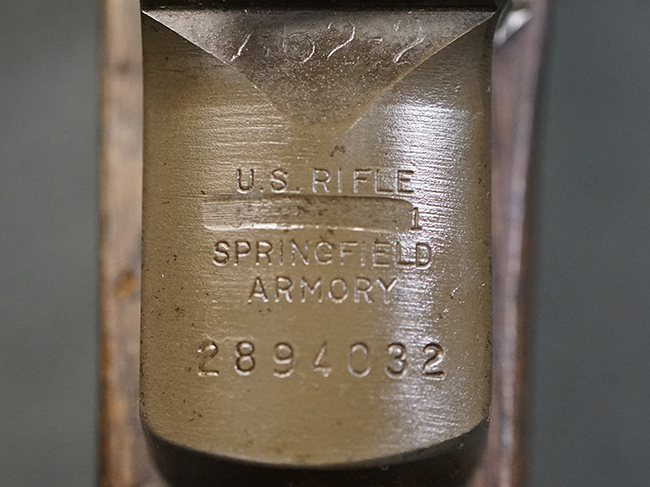 7.62-2
U.S. RIFLE
1
SPRINGFIELD
ARMORY
2894032